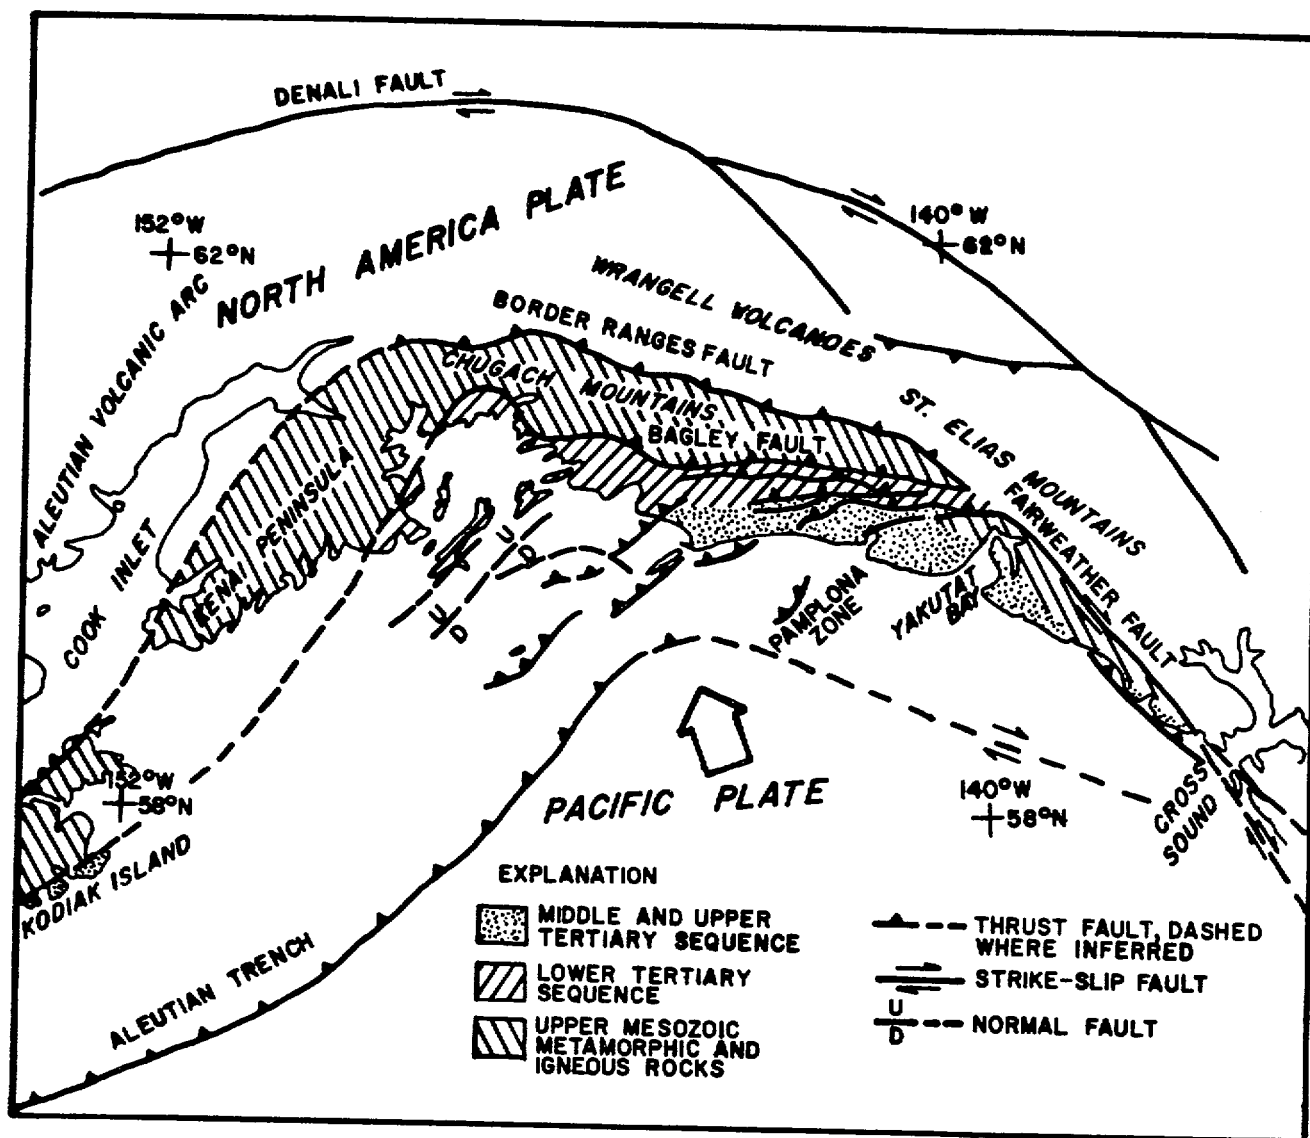 DENALI FAULT
NORTH AMERICA PLATE
152°W
62°N
140°W
62°N
ALEUTIAN VOLCANIC ARC
WRANGELL VOLCANOES
BORDER RANGES FAULT
CHUGACH MOUNTAINS
BAGLEY FAULT
ST. ELIAS MOUNTAINS
FAIRWEATHER FAULT
COOK INLET
KENAI PENINSULA
U
D
U
D
PAMPLONA
ZONE
YAKUTAT
BAY
152°W
58°N
KODIAK ISLAND
PACIFIC PLATE
140°W
58°N
CROSS
SOUND
ALEUTIAN TRENCH
EXPLANATION
MIDDLE AND UPPER
TERTIARY SEQUENCE
LOWER TERTIARY
SEQUENCE
UPPER MESOZOIC
METAMORPHIC AND
IGNEOUS ROCKS
THRUST FAULT, DASHED
WHERE INFERRED
STRIKE-SLIP FAULT
U
D
NORMAL FAULT